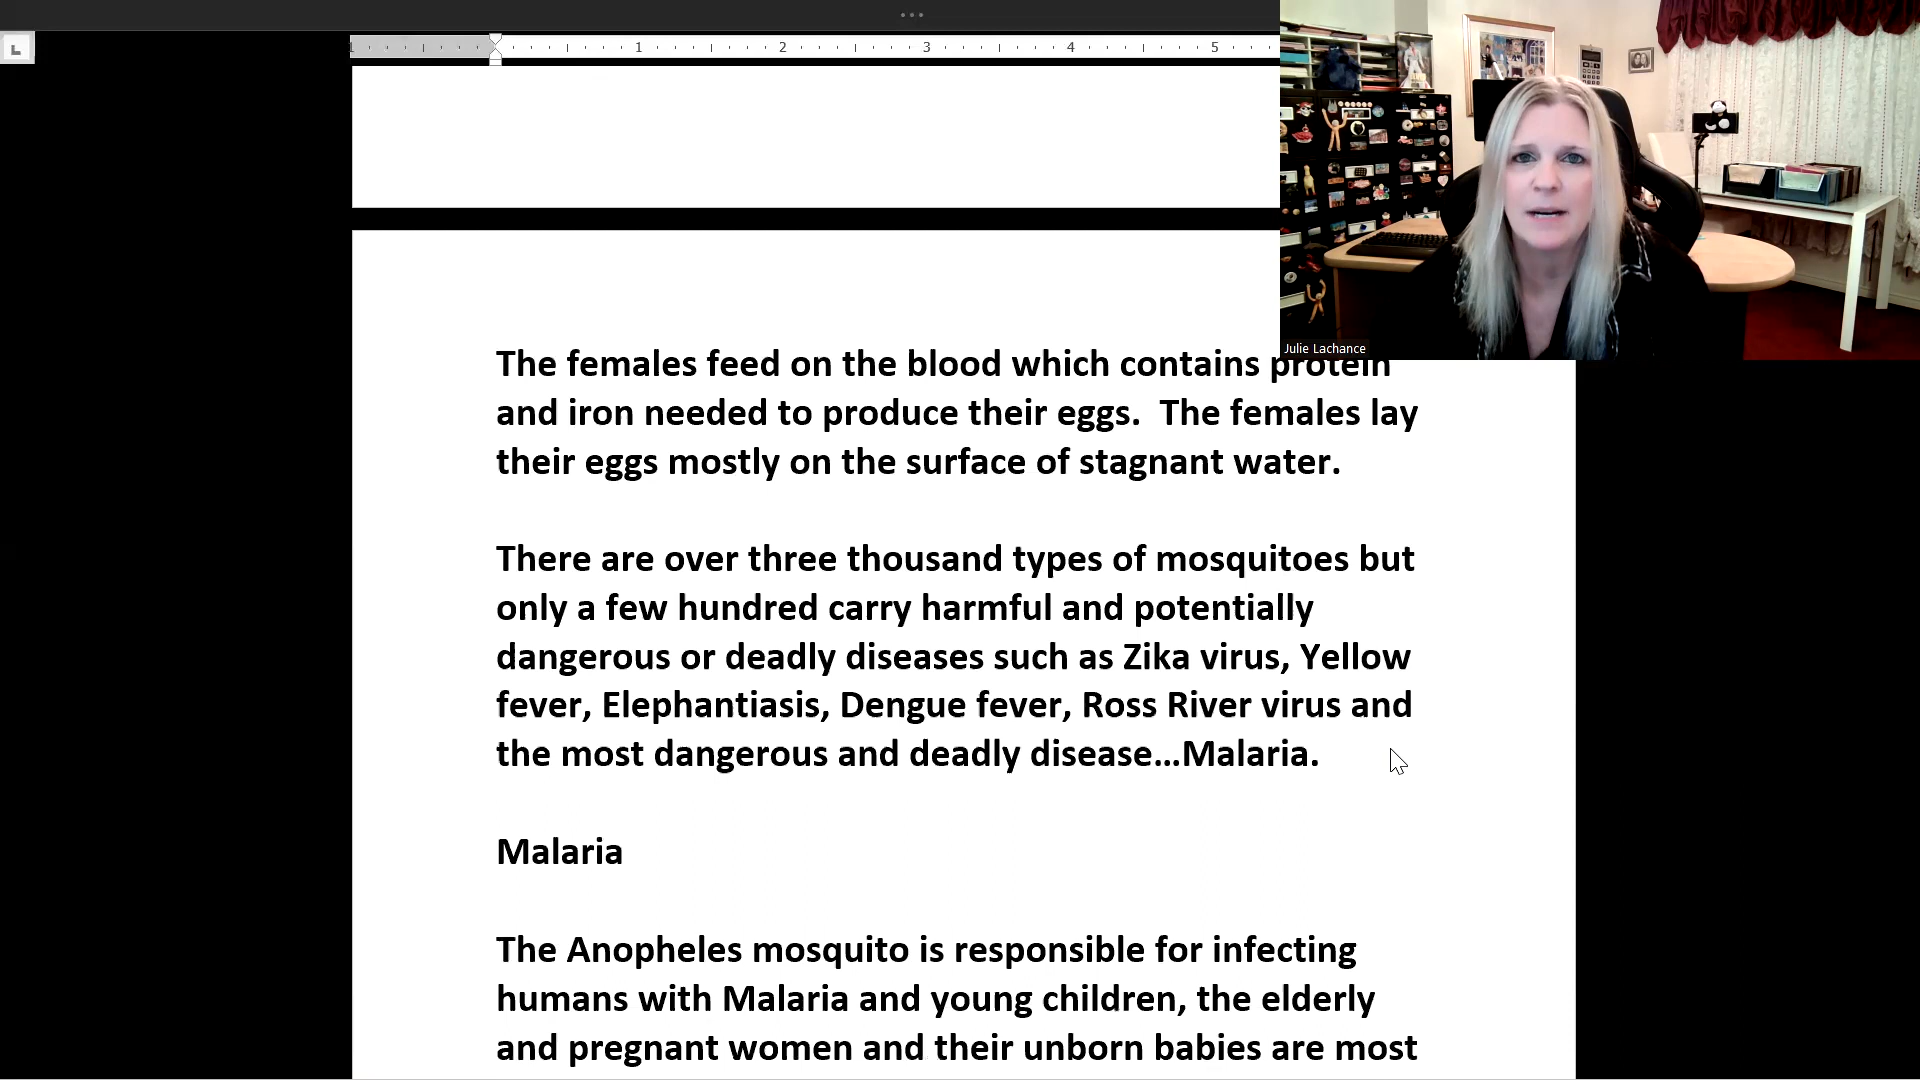 1 1 2 3 4 5
Julie Lachance
The females feed on the blood which contains protein
and iron needed to produce their eggs.  The females lay
their eggs mostly on the surface of stagnant water.
There are over three thousand types of mosquitoes but
only a few hundred carry harmful and potentially
dangerous or deadly diseases such as Zika virus, Yellow
fever, Elephantiasis, Dengue fever, Ross River virus and
the most dangerous and deadly disease...Malaria.
Malaria
The Anopheles mosquito is responsible for infecting
humans with Malaria and young children, the elderly
and pregnant women and their unborn babies are most